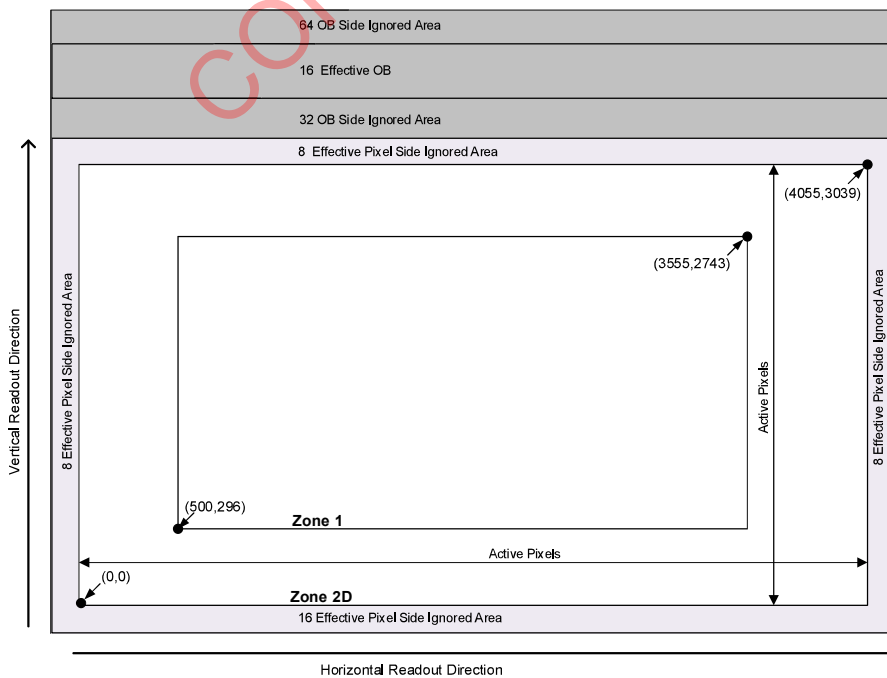 64 OB Side Ignored Area
16 Effective OB
32 OB Side Ignored Area
8 Effective Pixel Side Ignored Area
(4055,3039)
(3555,2743)
Vertical Readout Direction
8 Effective Pixel Side Ignored Area
Active Pixels
8 Effective Pixel Side Ignored Area
(500,296)
Zone 1
Active Pixels
(0,0)
Zone 2D
16 Effective Pixel Side Ignored Area
Horizontal Readout Direction